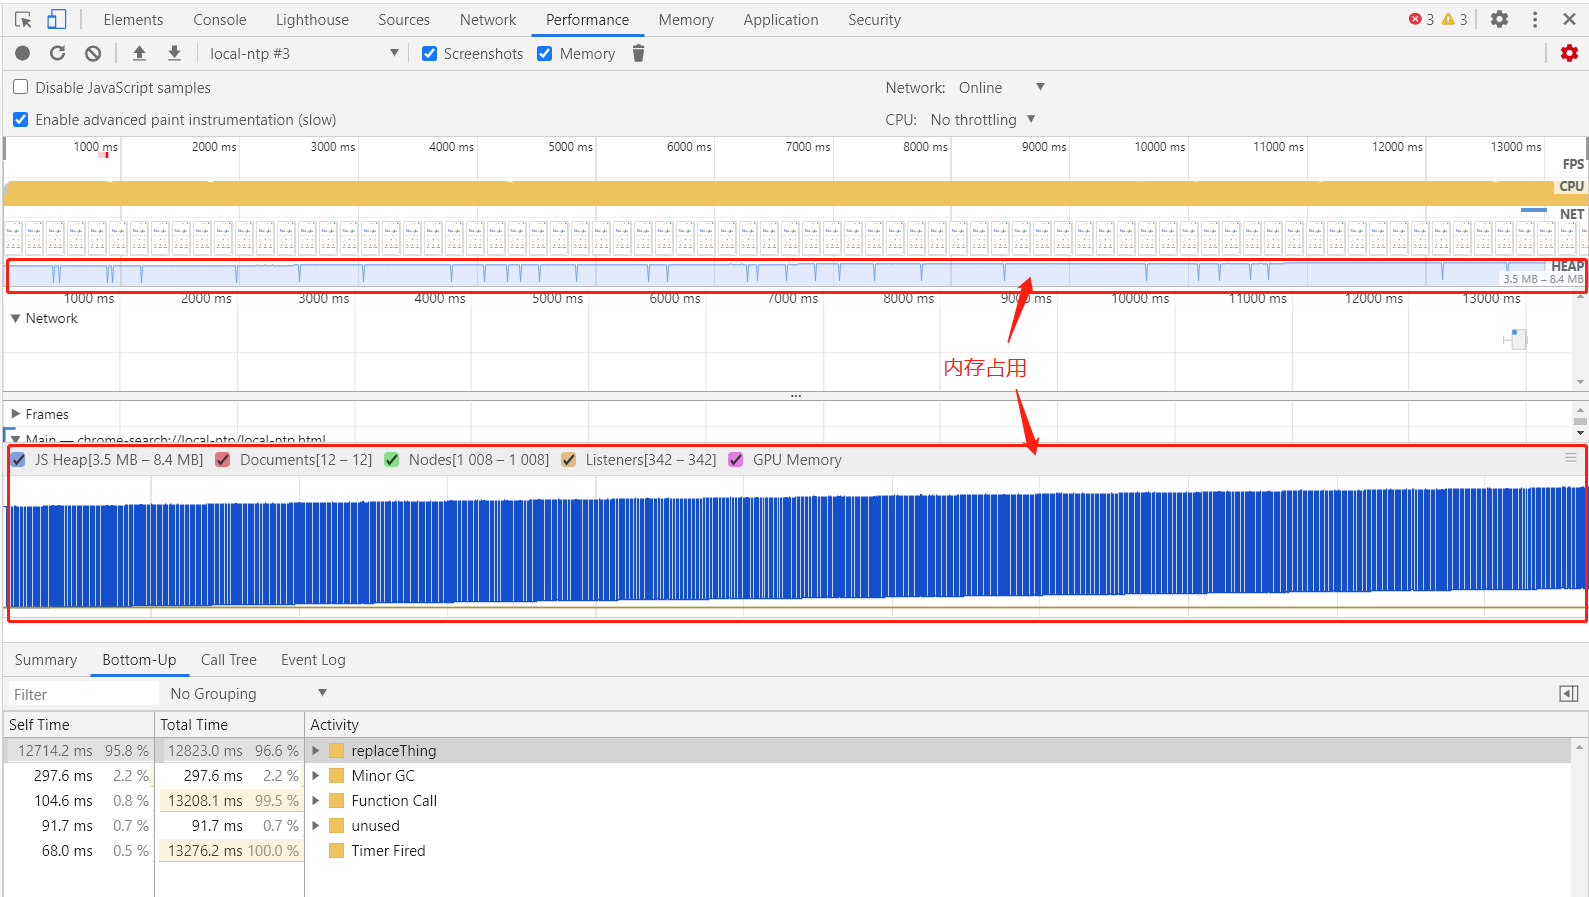 Elements Console Lighthouse Sources Network Performance Memory Application Security 3 3
local-ntp #3 Screenshots Memory
Disable JavaScript samples Network: Online
Enable advanced paint instrumentation (slow) CPU: No throttling
1000 ms 2000 ms 3000 ms 4000 ms 5000 ms 6000 ms 7000 ms 8000 ms 9000 ms 10000 ms 11000 ms 12000 ms 13000 ms
FPS
CPU
NET
HEAP
3.5 MB – 8.4 MB
1000 ms 2000 ms 3000 ms 4000 ms 5000 ms 6000 ms 7000 ms 8000 ms 9000 ms 10000 ms 11000 ms 12000 ms 13000 ms
Network
内存占用
Frames
Main — chrome-search://local-ntp/local-ntp.html
JS Heap[3.5 MB – 8.4 MB] Documents[12 – 12] Nodes[1 008 – 1 008] Listeners[342 – 342] GPU Memory
Summary Bottom-Up Call Tree Event Log
Filter No Grouping
Self Time Total Time Activity
12714.2 ms 95.8 % 12823.0 ms 96.6 % replaceThing
297.6 ms 2.2 % 297.6 ms 2.2 % Minor GC
104.6 ms 0.8 % 13208.1 ms 99.5 % Function Call
91.7 ms 0.7 % 91.7 ms 0.7 % unused
68.0 ms 0.5 % 13276.2 ms 100.0 % Timer Fired